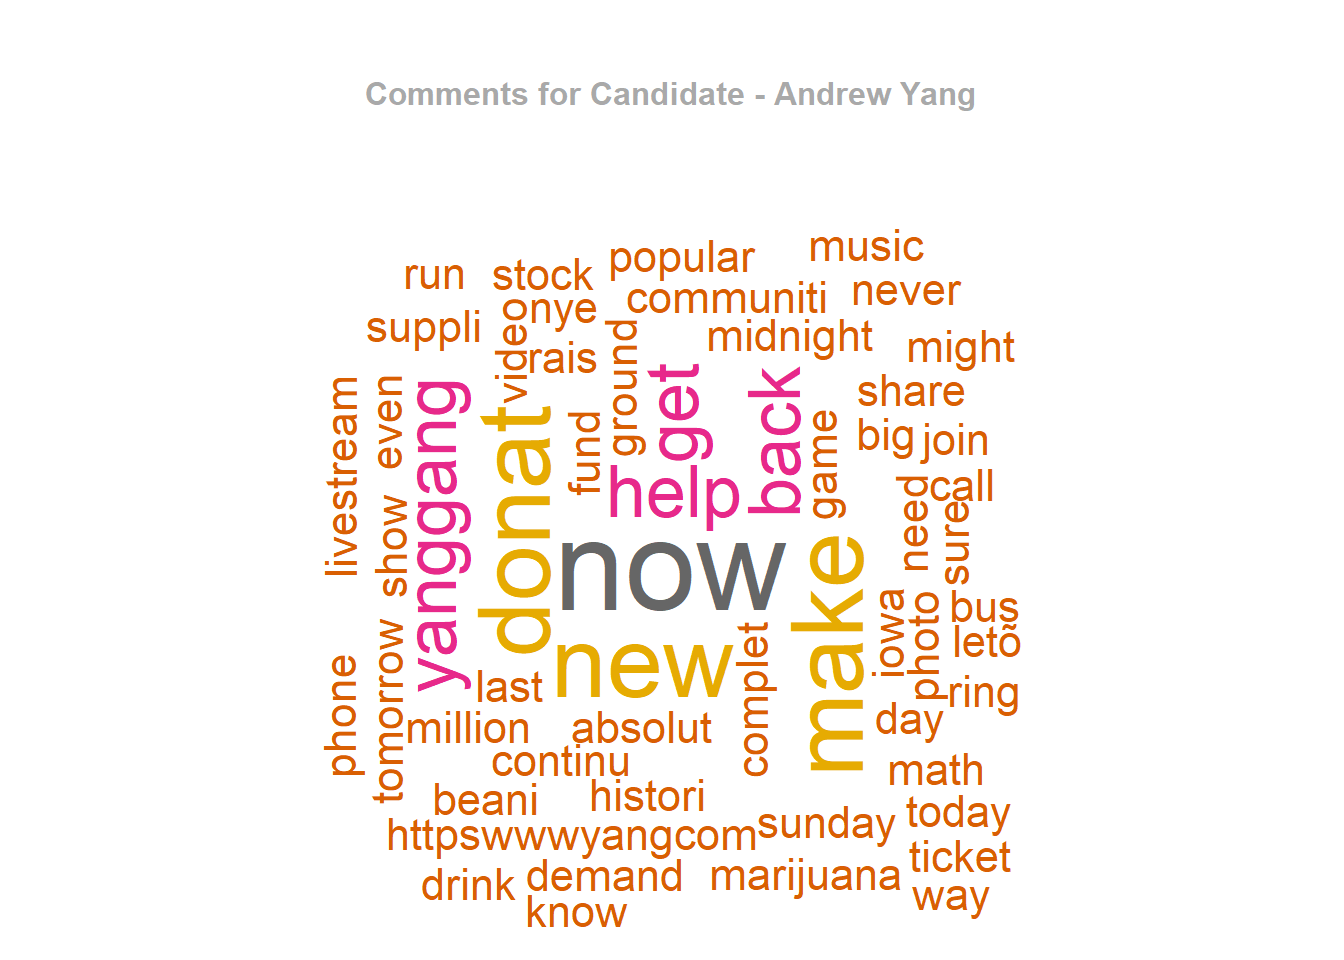 Comments for Candidate - Andrew Yang
music
popular
run
stock
never
communiti
onye
suppli
midnight
might
video
rais
ground
get
back
share
livestream
even
yanggang
donat
fund
help
game
big
join
call
need
sure
show
now
make
new
iowa
photo
bus
letõ
ring
phone
tomorrow
last
complet
day
million
absolut
continu
math
beani
histori
today
httpswwwyangcom
sunday
ticket
drink
demand
marijuana
way
know